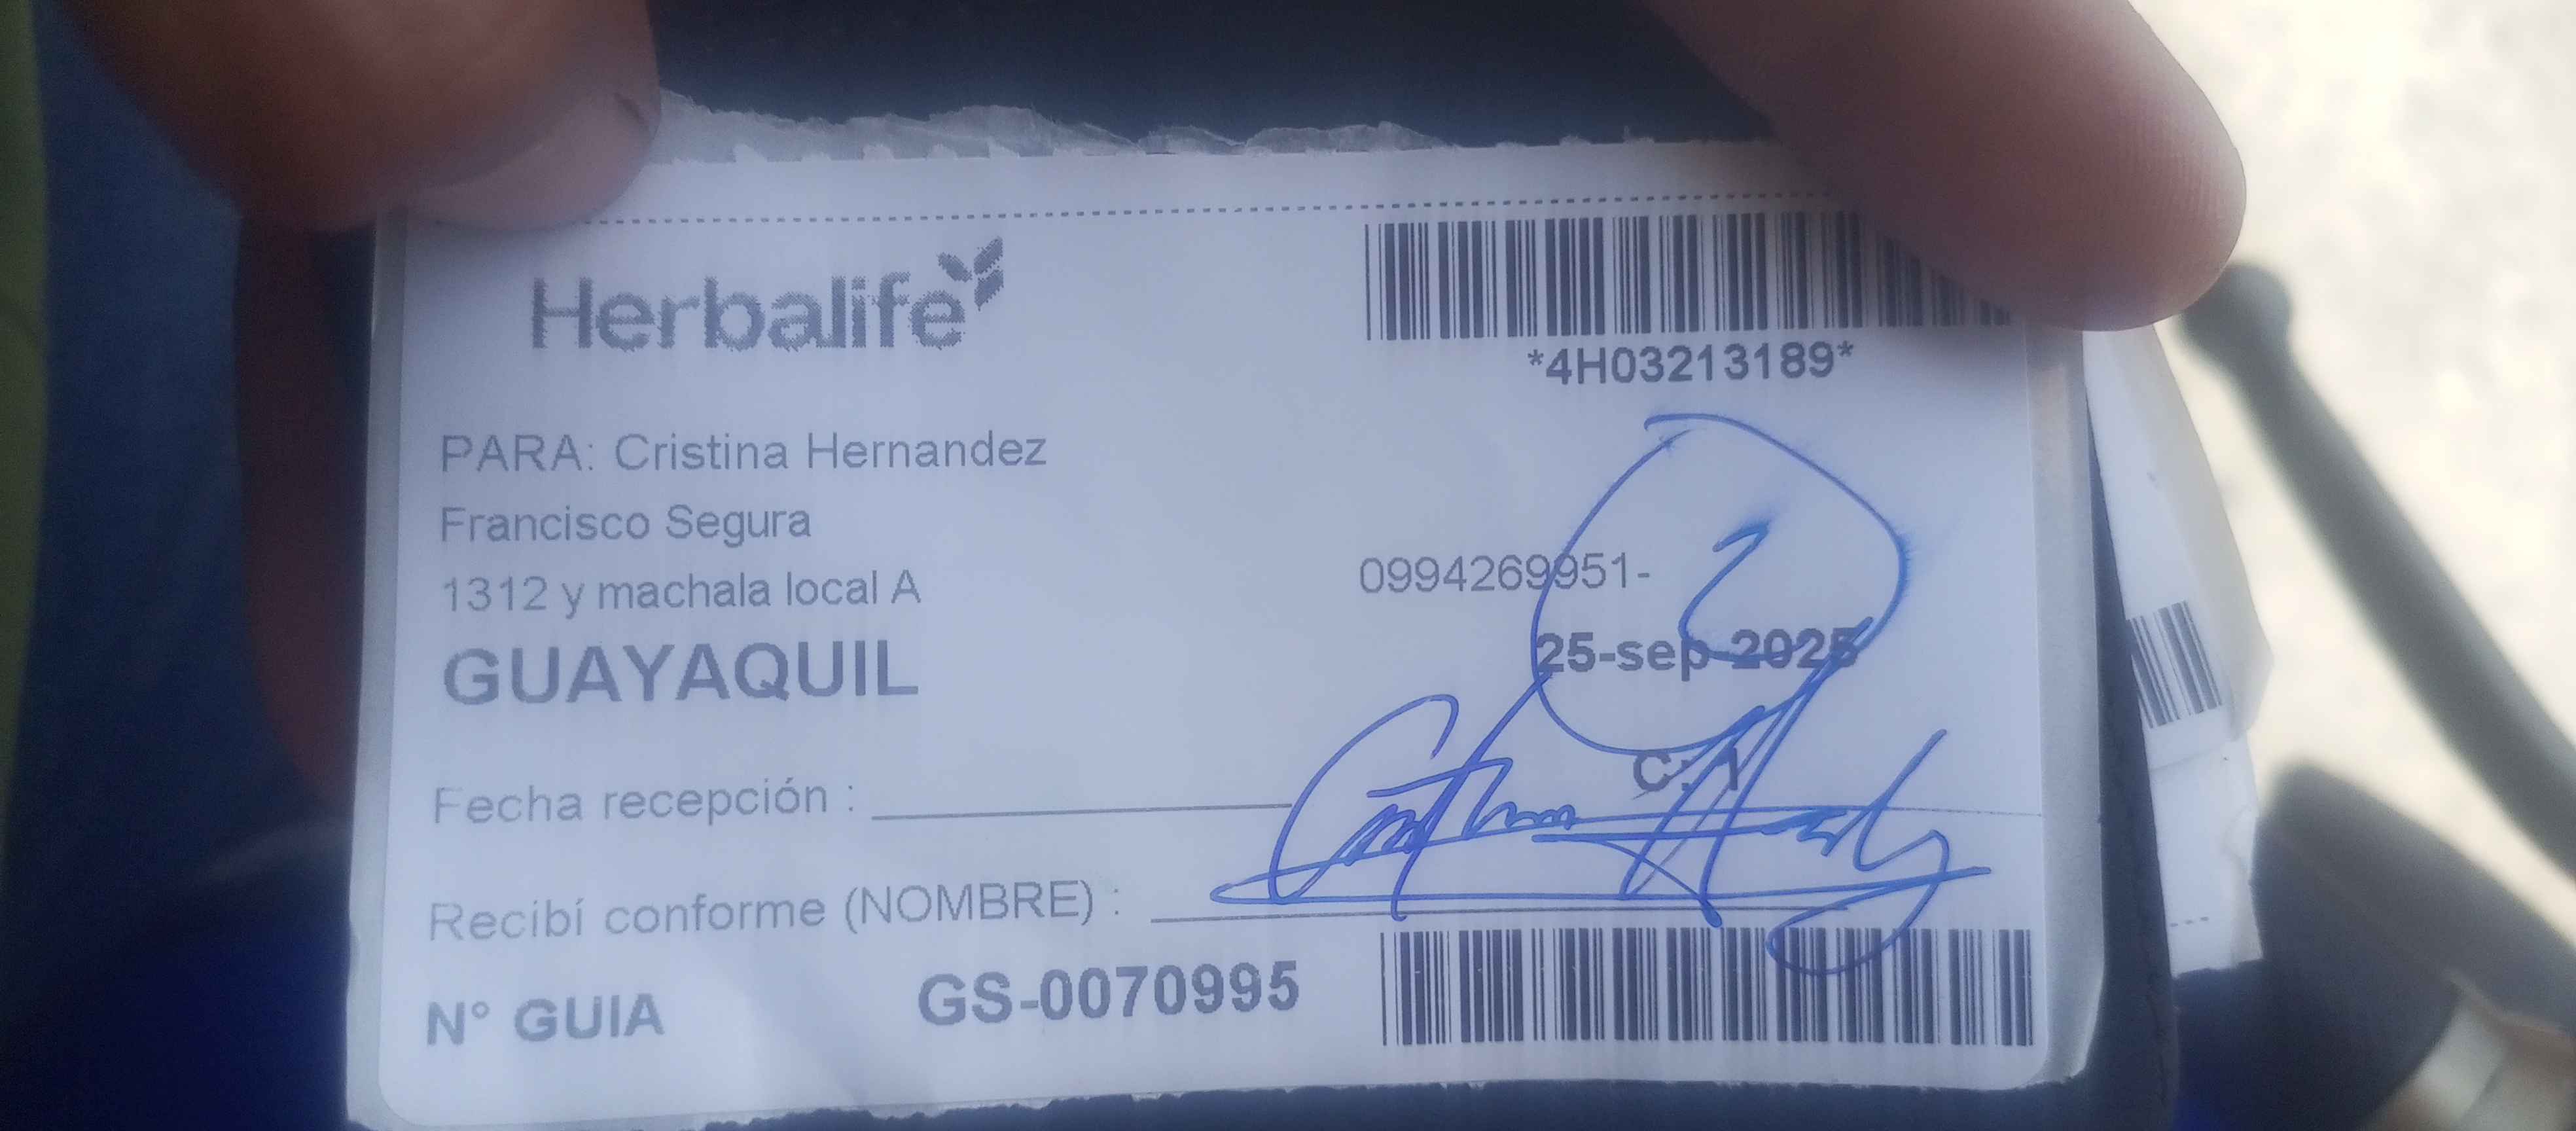 Herbalife
*4H03213189*
PARA: Cristina Hernandez
Francisco Segura
1312 y machala local A
0994269951-
GUAYAQUIL
25-sep-2025
C: 1
Fecha recepción :
Recibí conforme (NOMBRE) :
N° GUIA GS-0070995